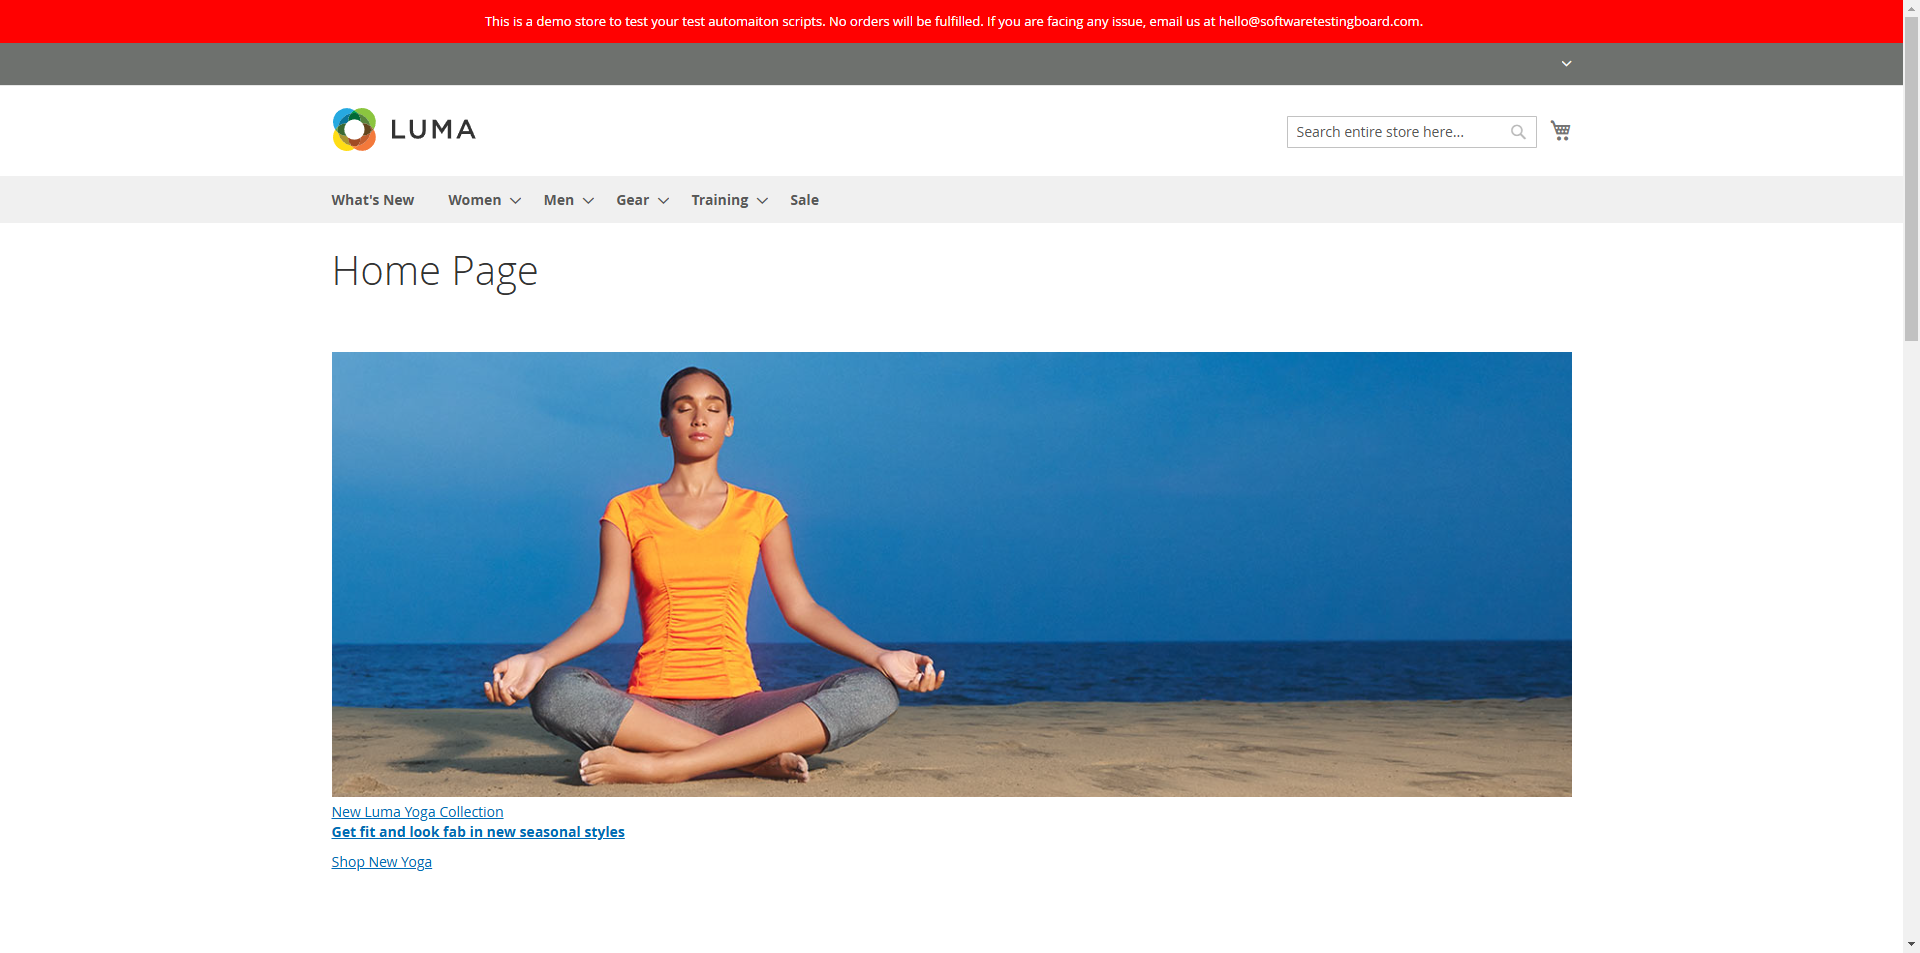 This is a demo store to test your test automaiton scripts. No orders will be fulfilled. If you are facing any issue, email us at hello@softwaretestingboard.com.
LUMA
Search entire store here...
What's New Women Men Gear Training Sale
Home Page
New Luma Yoga Collection
Get fit and look fab in new seasonal styles
Shop New Yoga